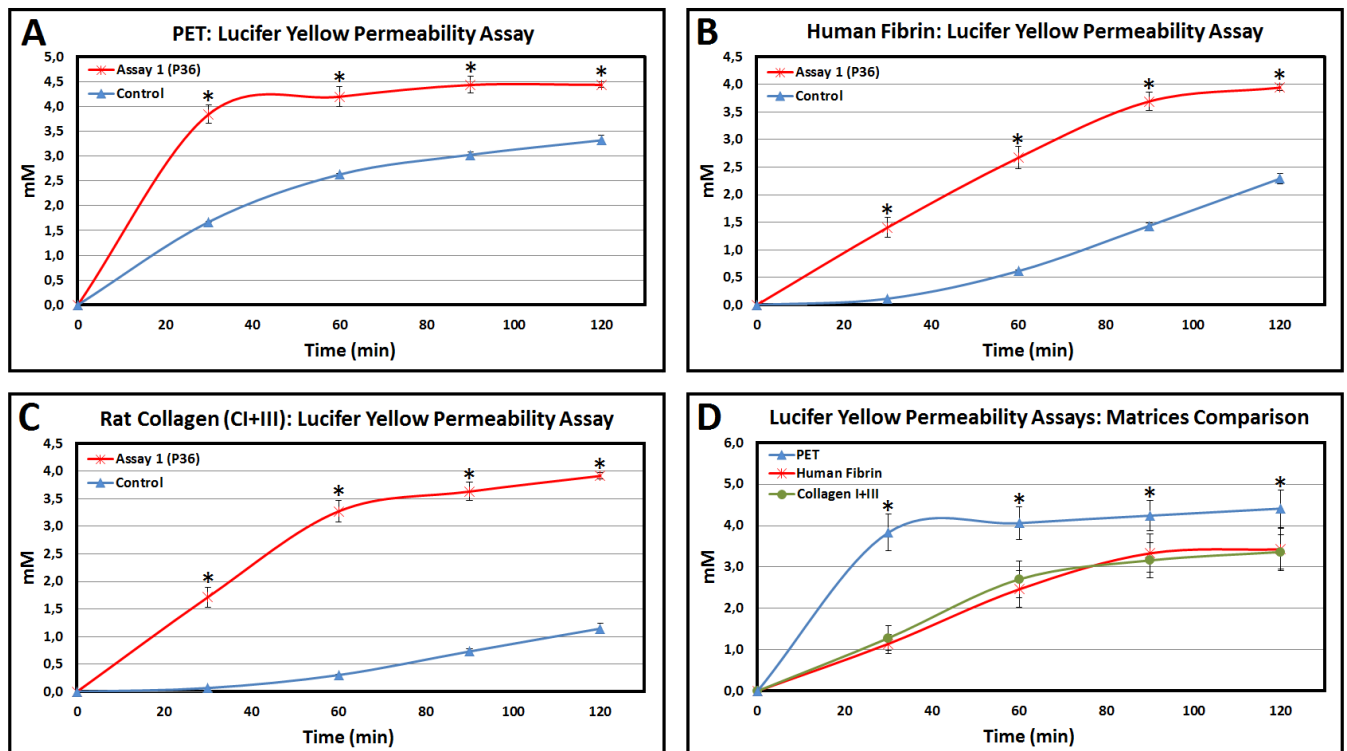 A
PET: Lucifer Yellow Permeability Assay
Assay 1 (P36)
Control
mM
5,0
4,5
4,0
3,5
3,0
2,5
2,0
1,5
1,0
0,5
0,0
* * * *
0 20 40 60 80 100 120
Time (min)
B
Human Fibrin: Lucifer Yellow Permeability Assay
Assay 1 (P36)
Control
mM
4,5
4,0
3,5
3,0
2,5
2,0
1,5
1,0
0,5
0,0
* * * *
0 20 40 60 80 100 120
Time (min)
C
Rat Collagen (CI+III): Lucifer Yellow Permeability Assay
Assay 1 (P36)
Control
mM
4,5
4,0
3,5
3,0
2,5
2,0
1,5
1,0
0,5
0,0
* * * *
0 20 40 60 80 100 120
Time (min)
D
Lucifer Yellow Permeability Assays: Matrices Comparison
PET
Human Fibrin
Collagen I+III
mM
6,0
5,0
4,0
3,0
2,0
1,0
0,0
* * * *
0 20 40 60 80 100 120
Time (min)